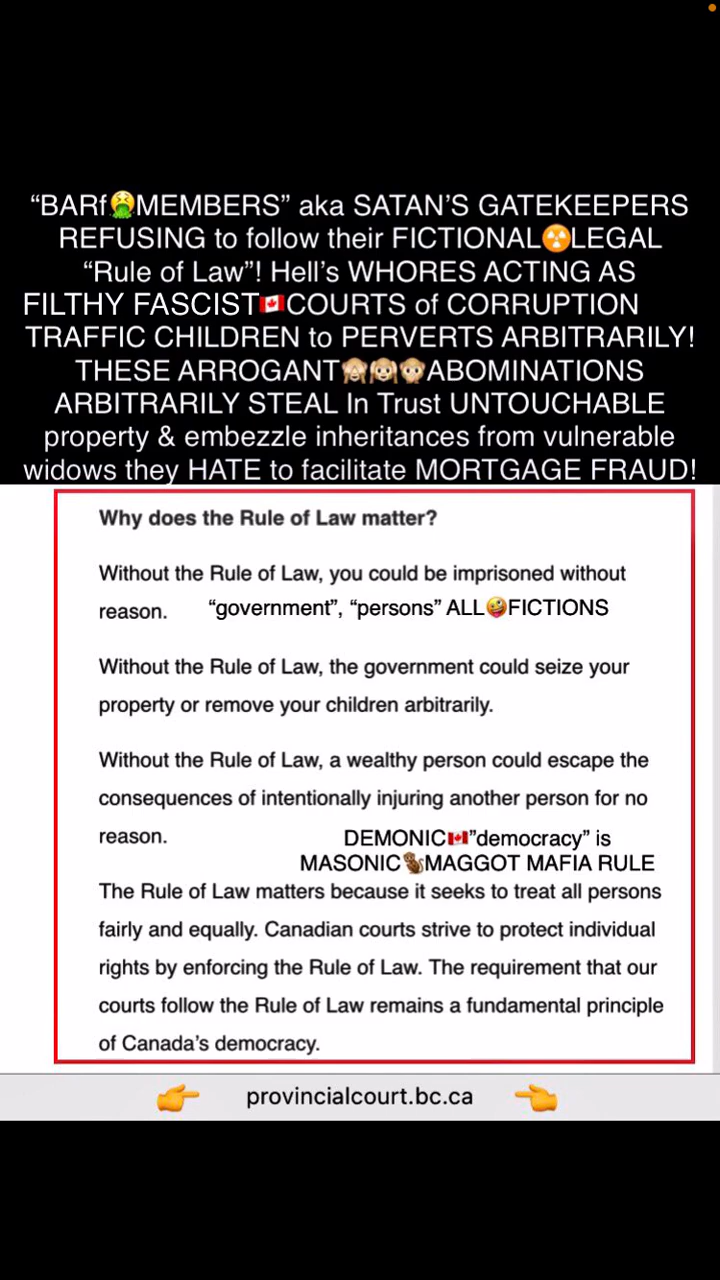 “BARf🤮MEMBERS” aka SATAN’S GATEKEEPERS
REFUSING to follow their FICTIONAL☢️LEGAL
“Rule of Law”! Hell’s WHORES ACTING AS
FILTHY FASCIST🇨🇦COURTS of CORRUPTION
TRAFFIC CHILDREN to PERVERTS ARBITRARILY!
THESE ARROGANT🙈🙉🙊ABOMINATIONS
ARBITRARILY STEAL In Trust UNTOUCHABLE
property & embezzle inheritances from vulnerable
widows they HATE to facilitate MORTGAGE FRAUD!
Why does the Rule of Law matter?
Without the Rule of Law, you could be imprisoned without
reason. “government”, “persons” ALL🤪FICTIONS
Without the Rule of Law, the government could seize your
property or remove your children arbitrarily.
Without the Rule of Law, a wealthy person could escape the
consequences of intentionally injuring another person for no
reason. DEMONIC🇨🇦”democracy” is
MASONIC🐒MAGGOT MAFIA RULE
The Rule of Law matters because it seeks to treat all persons
fairly and equally. Canadian courts strive to protect individual
rights by enforcing the Rule of Law. The requirement that our
courts follow the Rule of Law remains a fundamental principle
of Canada’s democracy.
👉 provincialcourt.bc.ca 👈